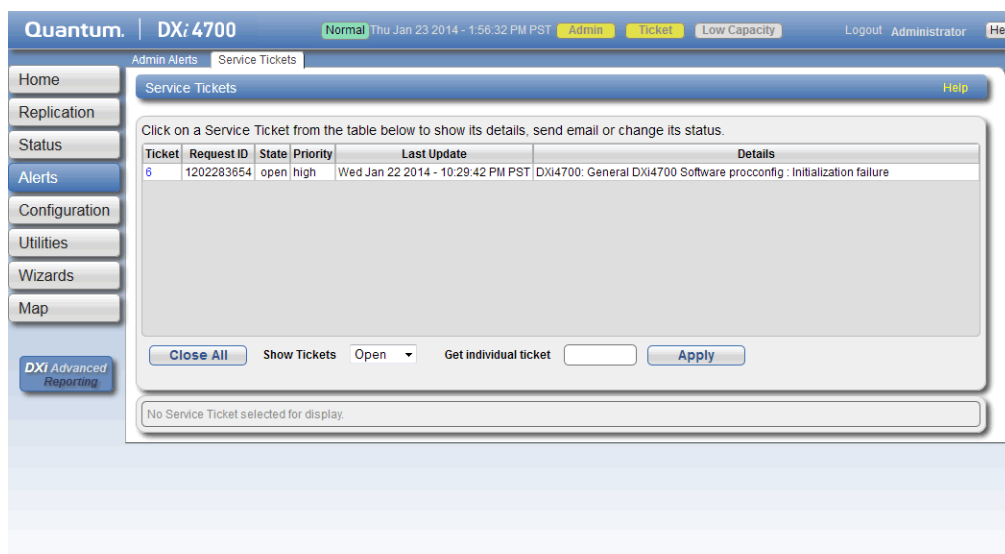 Quantum. DXi 4700 Normal Thu Jan 23 2014 - 1:56:32 PM PST Admin Ticket Low Capacity Logout Administrator He
Admin Alerts Service Tickets
Home
Replication
Status
Alerts
Configuration
Utilities
Wizards
Map
DXi Advanced
Reporting
Service Tickets Help
Click on a Service Ticket from the table below to show its details, send email or change its status.
Ticket Request ID State Priority Last Update Details
6 1202283654 open high Wed Jan 22 2014 - 10:29:42 PM PST DXi4700: General DXi4700 Software procconfig : Initialization failure
Close All Show Tickets Open Get individual ticket Apply
No Service Ticket selected for display.